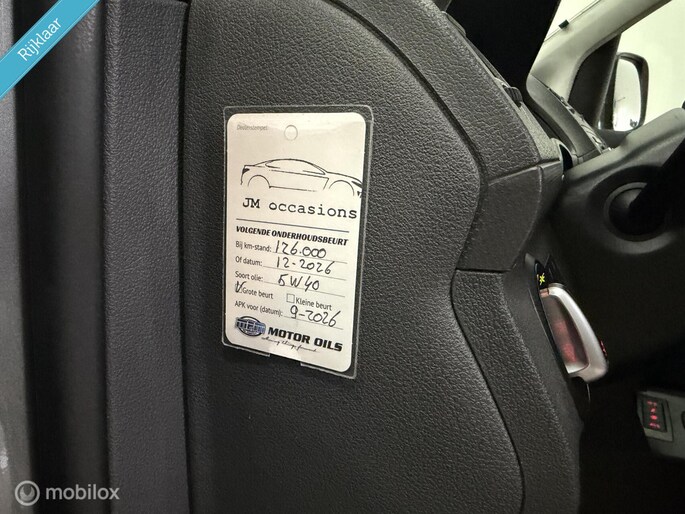 Rijklaar
JM occasions
VOLGENDE ONDERHOUDSBEURT
Bij km-stand: 126.000
Of datum: 12-2026
Soort olie: 5W40
Grote beurt Kleine beurt
APK voor (datum): 9-2026
MOTOR OILS
mobilox